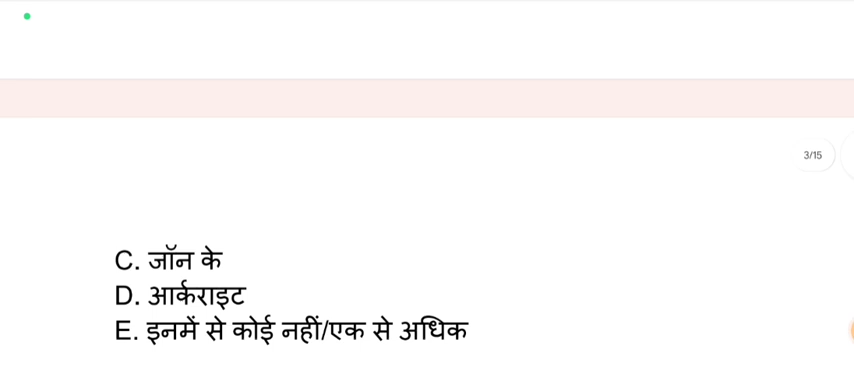 3/15
C. जॉन के
D. आर्कराइट
E. इनमें से कोई नहीं/एक से अधिक